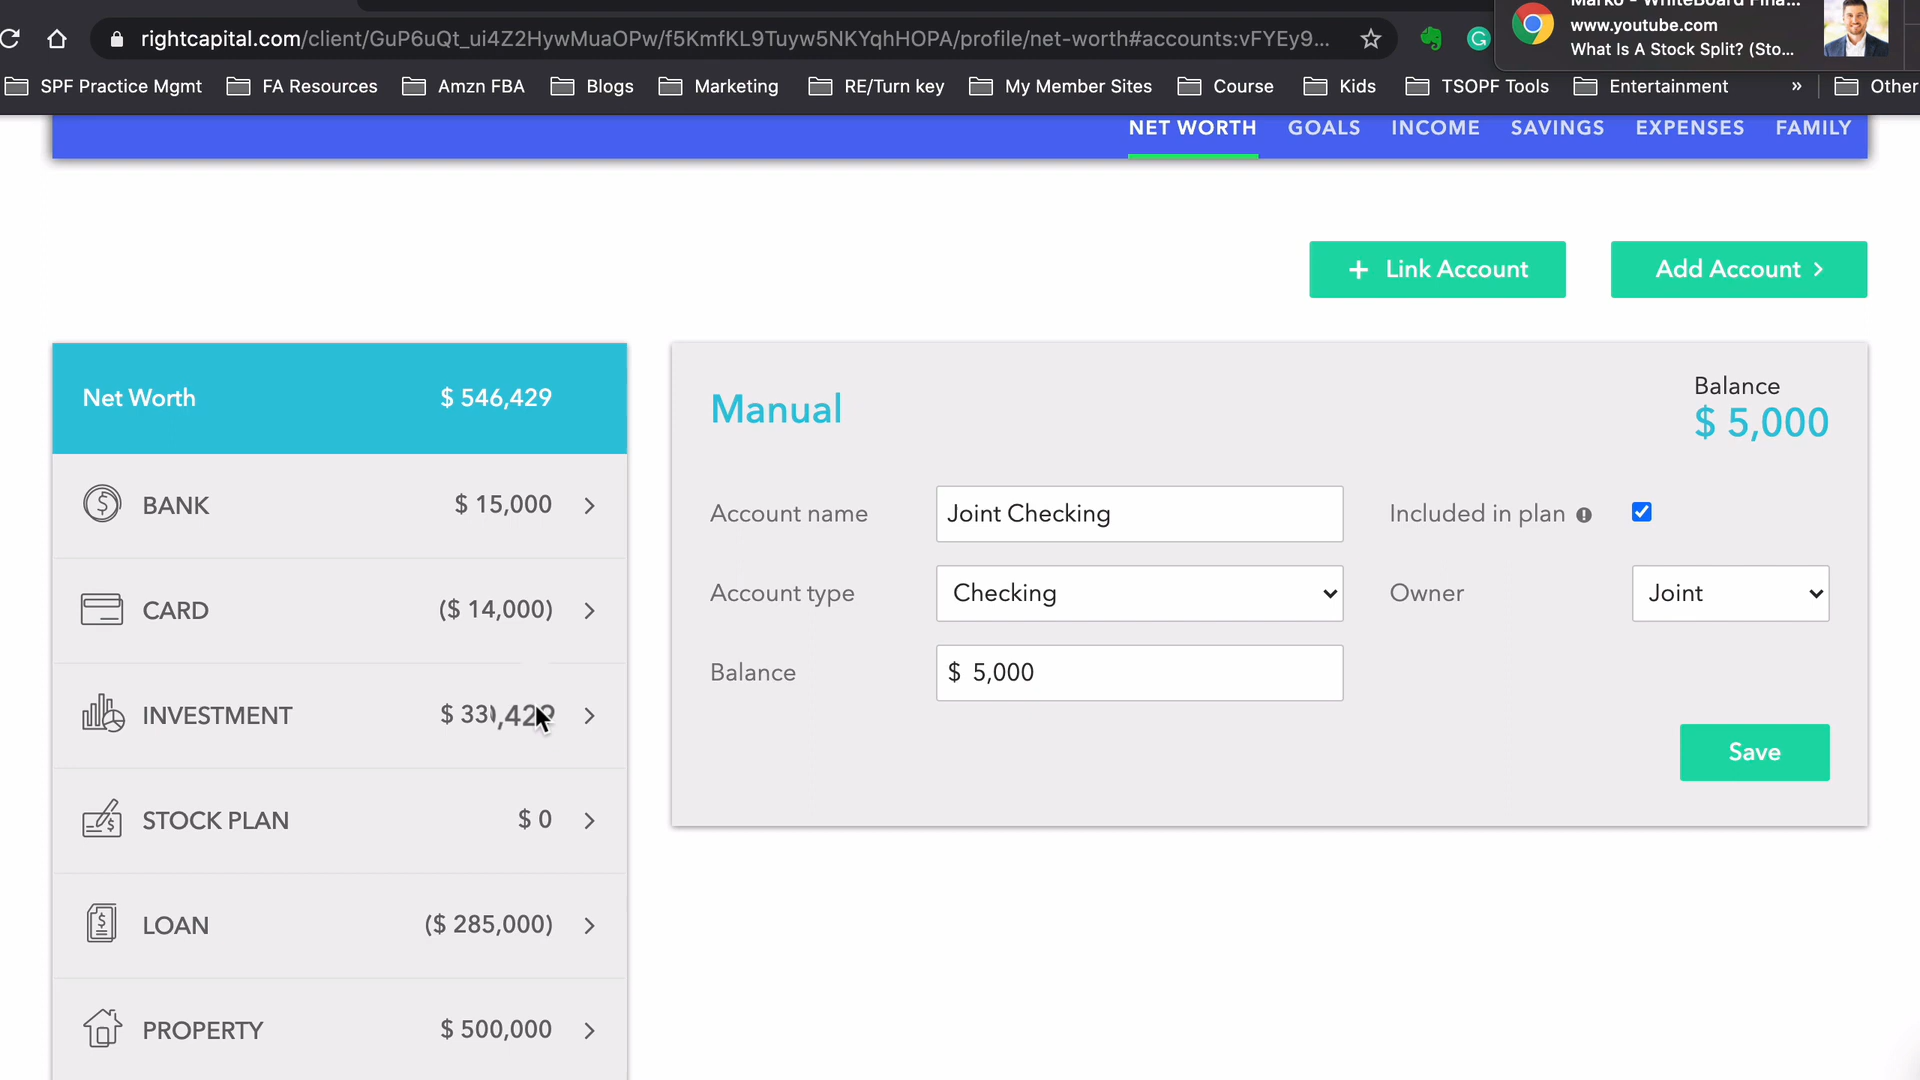 Marko - WhiteBoard Fina...
www.youtube.com
What Is A Stock Split? (Sto...
rightcapital.com/client/GuP6uQt_ui4Z2HywMuaOPw/f5KmfKL9Tuyw5NKYqhHOPA/profile/net-worth#accounts:vFYEy9...
SPF Practice Mgmt FA Resources Amzn FBA Blogs Marketing RE/Turn key My Member Sites Course Kids TSOPF Tools Entertainment » Other
NET WORTH GOALS INCOME SAVINGS EXPENSES FAMILY
+ Link Account Add Account >
Net Worth $ 546,429
BANK $ 15,000 >
CARD ($ 14,000) >
INVESTMENT >
STOCK PLAN $ 0 >
LOAN ($ 285,000) >
PROPERTY $ 500,000 >
Manual
Balance
$ 5,000
Account name Joint Checking Included in plan
Account type Checking Owner Joint
Balance $ 5,000
Save